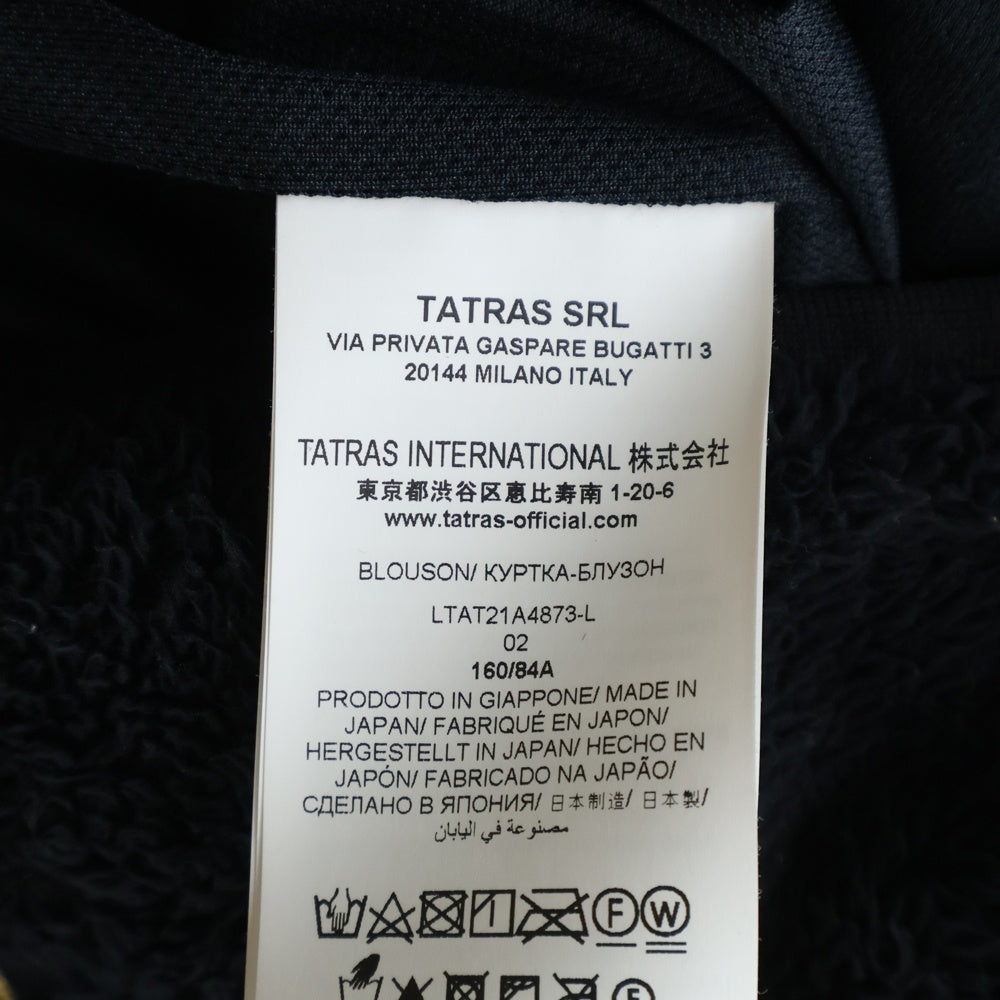 TATRAS SRL
VIA PRIVATA GASPARE BUGATTI 3
20144 MILANO ITALY
TATRAS INTERNATIONAL 株式会社
東京都渋谷区恵比寿南 1-20-6
www.tatras-official.com
BLOUSON/ КУРТКА-БЛУЗОН
LTAT21A4873-L
02
160/84A
PRODOTTO IN GIAPPONE/ MADE IN
JAPAN/ FABRIQUÉ EN JAPON/
HERGESTELLT IN JAPAN/ HECHO EN
JAPÓN/ FABRICADO NA JAPÃO/
СДЕЛАНО В ЯПОНИЯ/ 日本制造/ 日本製/
مصنوعة في اليابان
F W
F